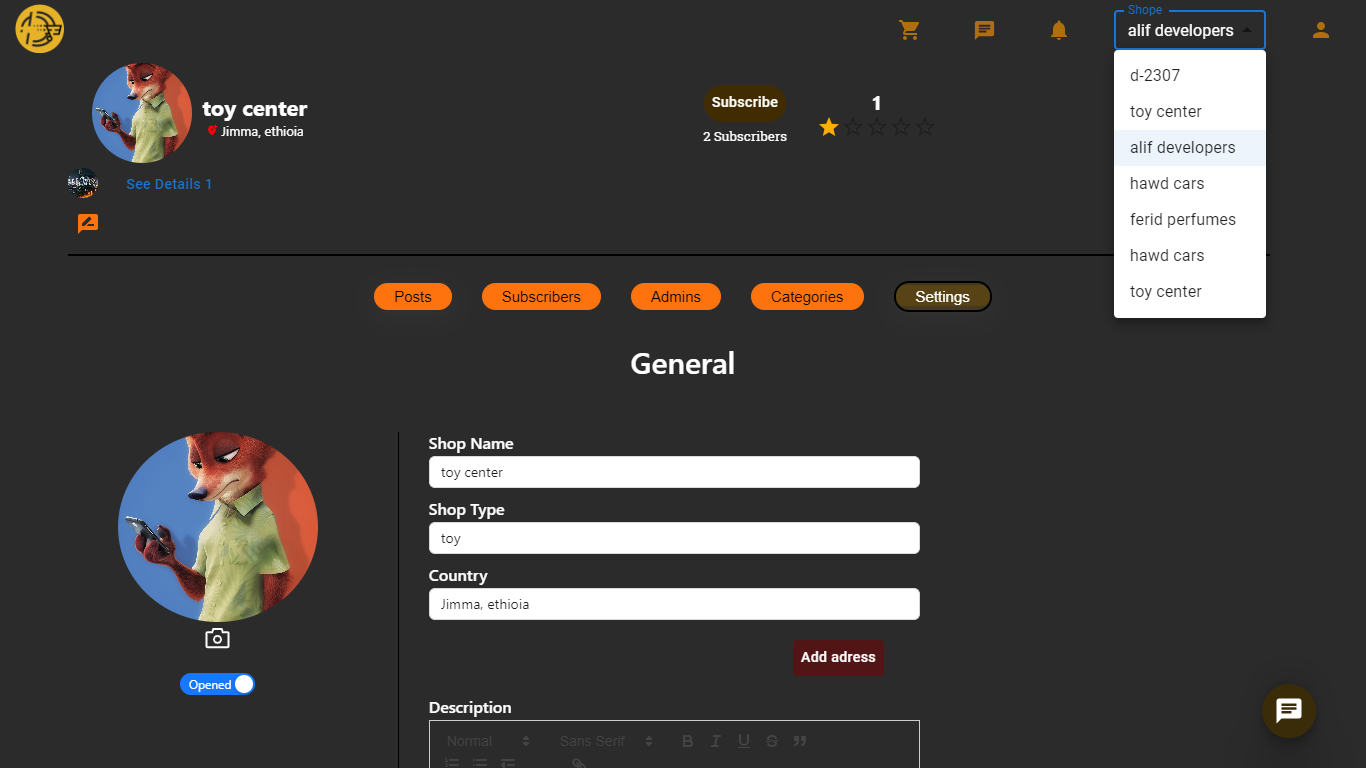 Shope
alif developers
d-2307
toy center
alif developers
hawd cars
ferid perfumes
hawd cars
toy center
toy center
Jimma, ethioia
Subscribe
2 Subscribers
1
See Details 1
Posts
Subscribers
Admins
Categories
Settings
General
Opened
Shop Name
toy center
Shop Type
toy
Country
Jimma, ethioia
Add adress
Description
Normal
Sans Serif
B I U S